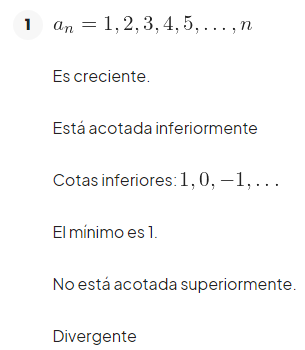 1 aₙ = 1, 2, 3, 4, 5, . . . , n
Es creciente.
Está acotada inferiormente
Cotas inferiores: 1, 0, −1, . . .
El mínimo es 1.
No está acotada superiormente.
Divergente